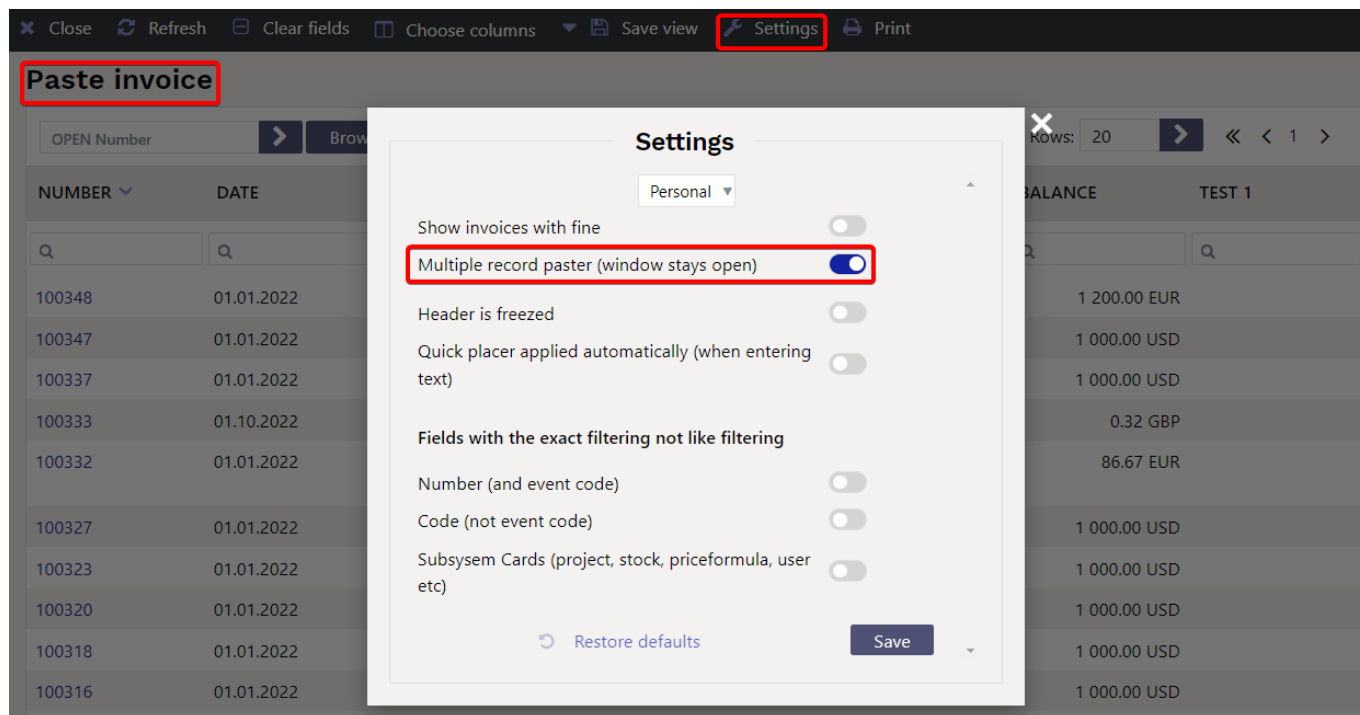 Close Refresh Clear fields Choose columns Save view Settings Print
Paste invoice
OPEN Number Brow Rows: 20 1
NUMBER DATE BALANCE TEST 1
100348 01.01.2022 1 200.00 EUR
100347 01.01.2022 1 000.00 USD
100337 01.01.2022 1 000.00 USD
100333 01.10.2022 0.32 GBP
100332 01.01.2022 86.67 EUR
100327 01.01.2022 1 000.00 USD
100323 01.01.2022 1 000.00 USD
100320 01.01.2022 1 000.00 USD
100318 01.01.2022 1 000.00 USD
100316 01.01.2022 1 000.00 USD
Settings
Personal
Show invoices with fine
Multiple record paster (window stays open)
Header is freezed
Quick placer applied automatically (when entering
text)
Fields with the exact filtering not like filtering
Number (and event code)
Code (not event code)
Subsysem Cards (project, stock, priceformula, user
etc)
Restore defaults Save